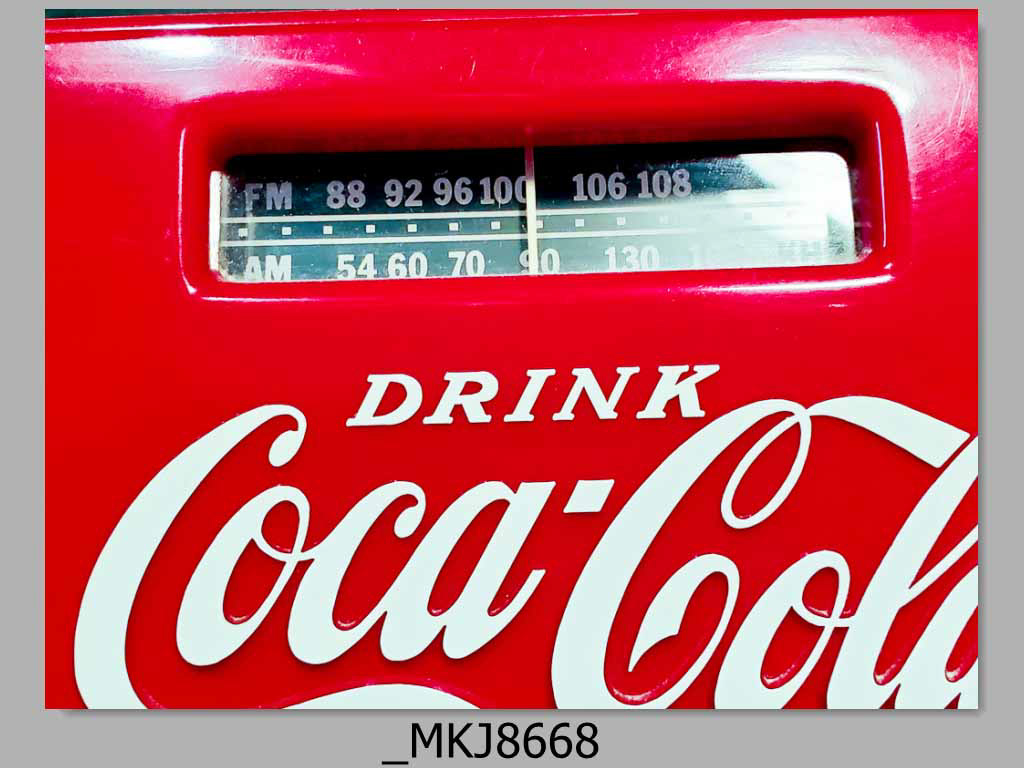 FM 88 92 96 100 106 108
AM 54 60 70 90 130
DRINK
Coca-Cola
_MKJ8668